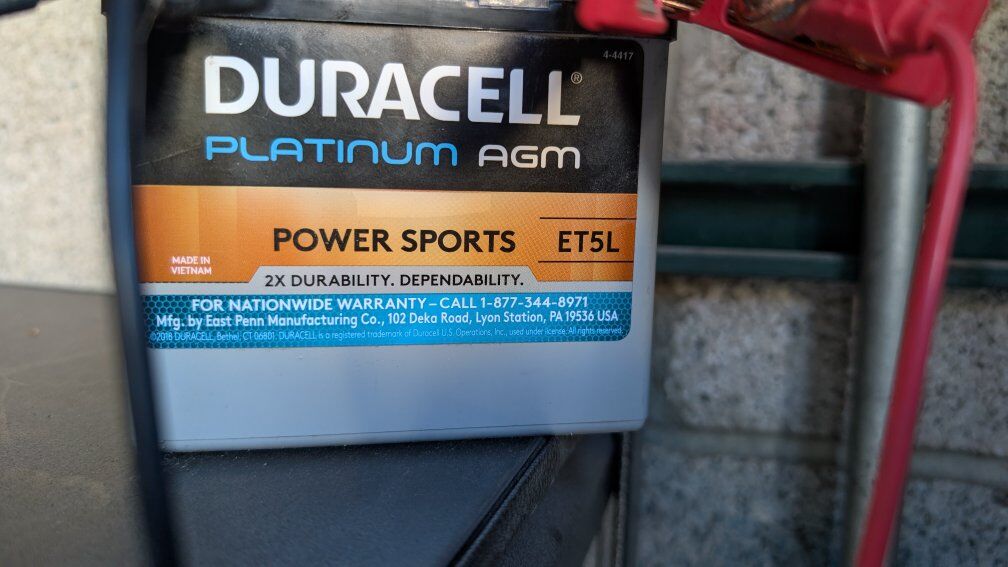 4-4417
DURACELL®
PLATINUM AGM
POWER SPORTS ET5L
MADE IN
VIETNAM
2X DURABILITY. DEPENDABILITY.
FOR NATIONWIDE WARRANTY – CALL 1-877-344-8971
Mfg. by East Penn Manufacturing Co., 102 Deka Road, Lyon Station, PA 19536 USA
©2018 DURACELL, Bethel, CT 06801. DURACELL is a registered trademark of Duracell U.S. Operations, Inc., used under license. All rights reserved.